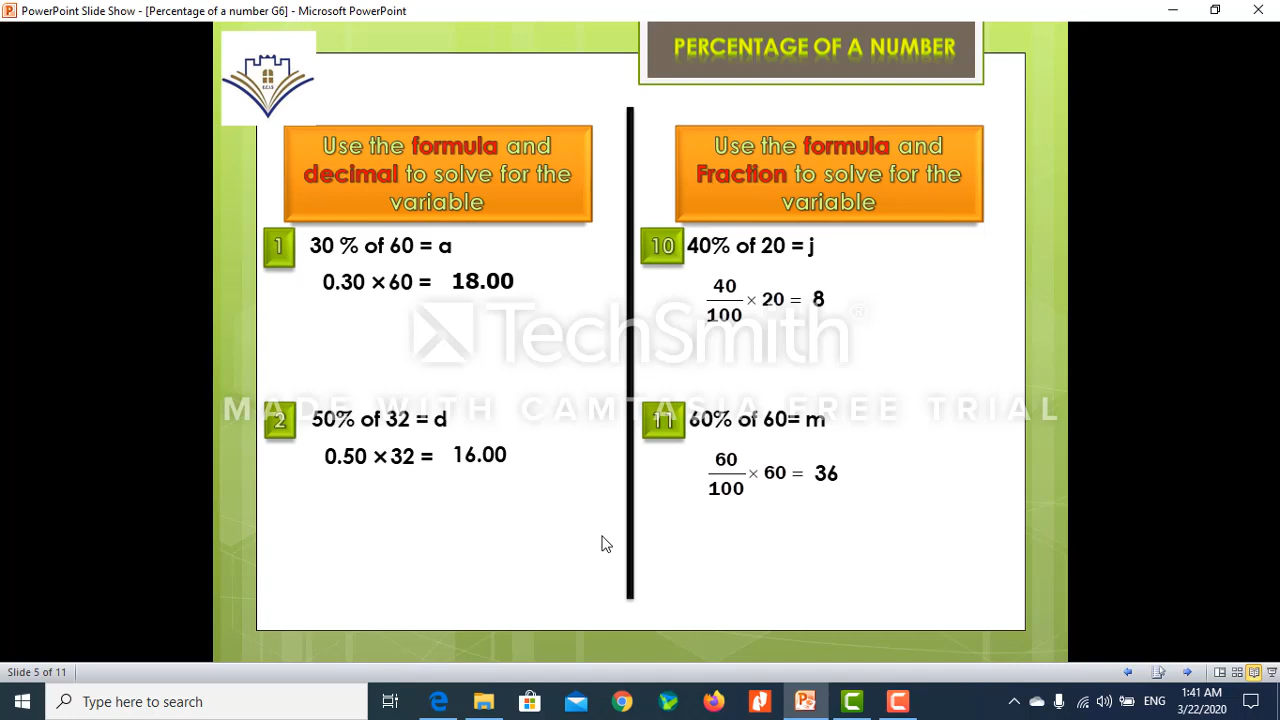 PowerPoint Slide Show - [Percentage of a number G6] - Microsoft PowerPoint
PERCENTAGE OF A NUMBER
Use the formula and
decimal to solve for the
variable
1 30 % of 60 = a
0.30 × 60 = 18.00
2 50% of 32 = d
0.50 × 32 = 16.00
Use the formula and
Fraction to solve for the
variable
10 40% of 20 = j
40/100 × 20 = 8
11 60% of 60= m
60/100 × 60 = 36
TechSmith®
MADE WITH CAMTASIA FREE TRIAL
Slide 5 of 11
Type here to search
ENG
1:41 AM
3/22/2020